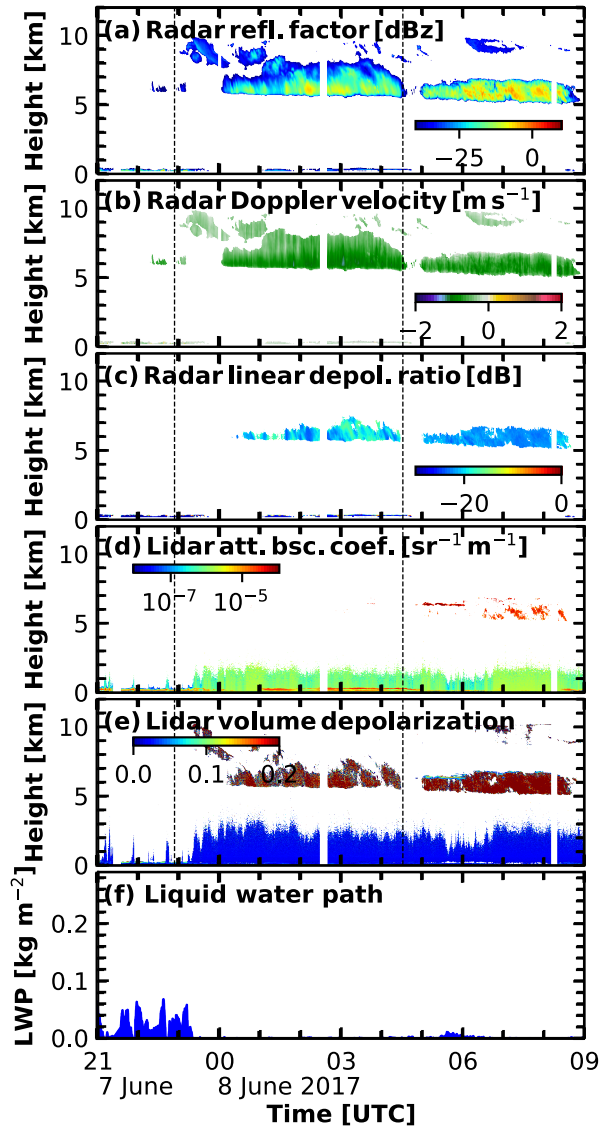 (a) Radar refl. factor [dBz]
Height [km]
10
5
0
−25 0
(b) Radar Doppler velocity [m s⁻¹]
Height [km]
10
5
0
−2 0 2
(c) Radar linear depol. ratio [dB]
Height [km]
10
5
0
−20 0
(d) Lidar att. bsc. coef. [sr⁻¹ m⁻¹]
Height [km]
10
5
0
10⁻⁷ 10⁻⁵
(e) Lidar volume depolarization
Height [km]
10
5
0
0.0 0.1 0.2
(f) Liquid water path
LWP [kg m⁻²]
0.2
0.1
0.0
21 00 03 06 09
7 June 8 June 2017
Time [UTC]